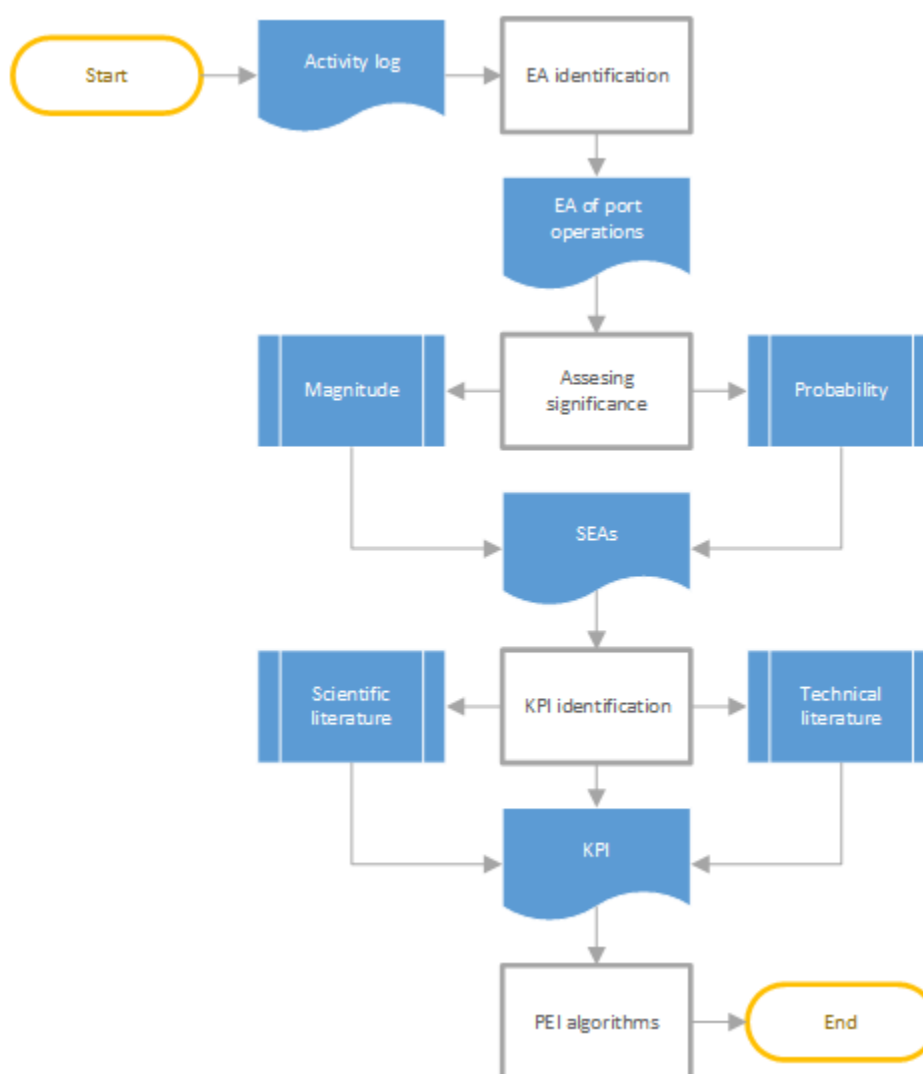 Start
Activity log
EA identification
EA of port
operations
Magnitude
Assesing
significance
Probability
SEAs
Scientific
literature
KPI identification
Technical
literature
KPI
PEI algorithms
End